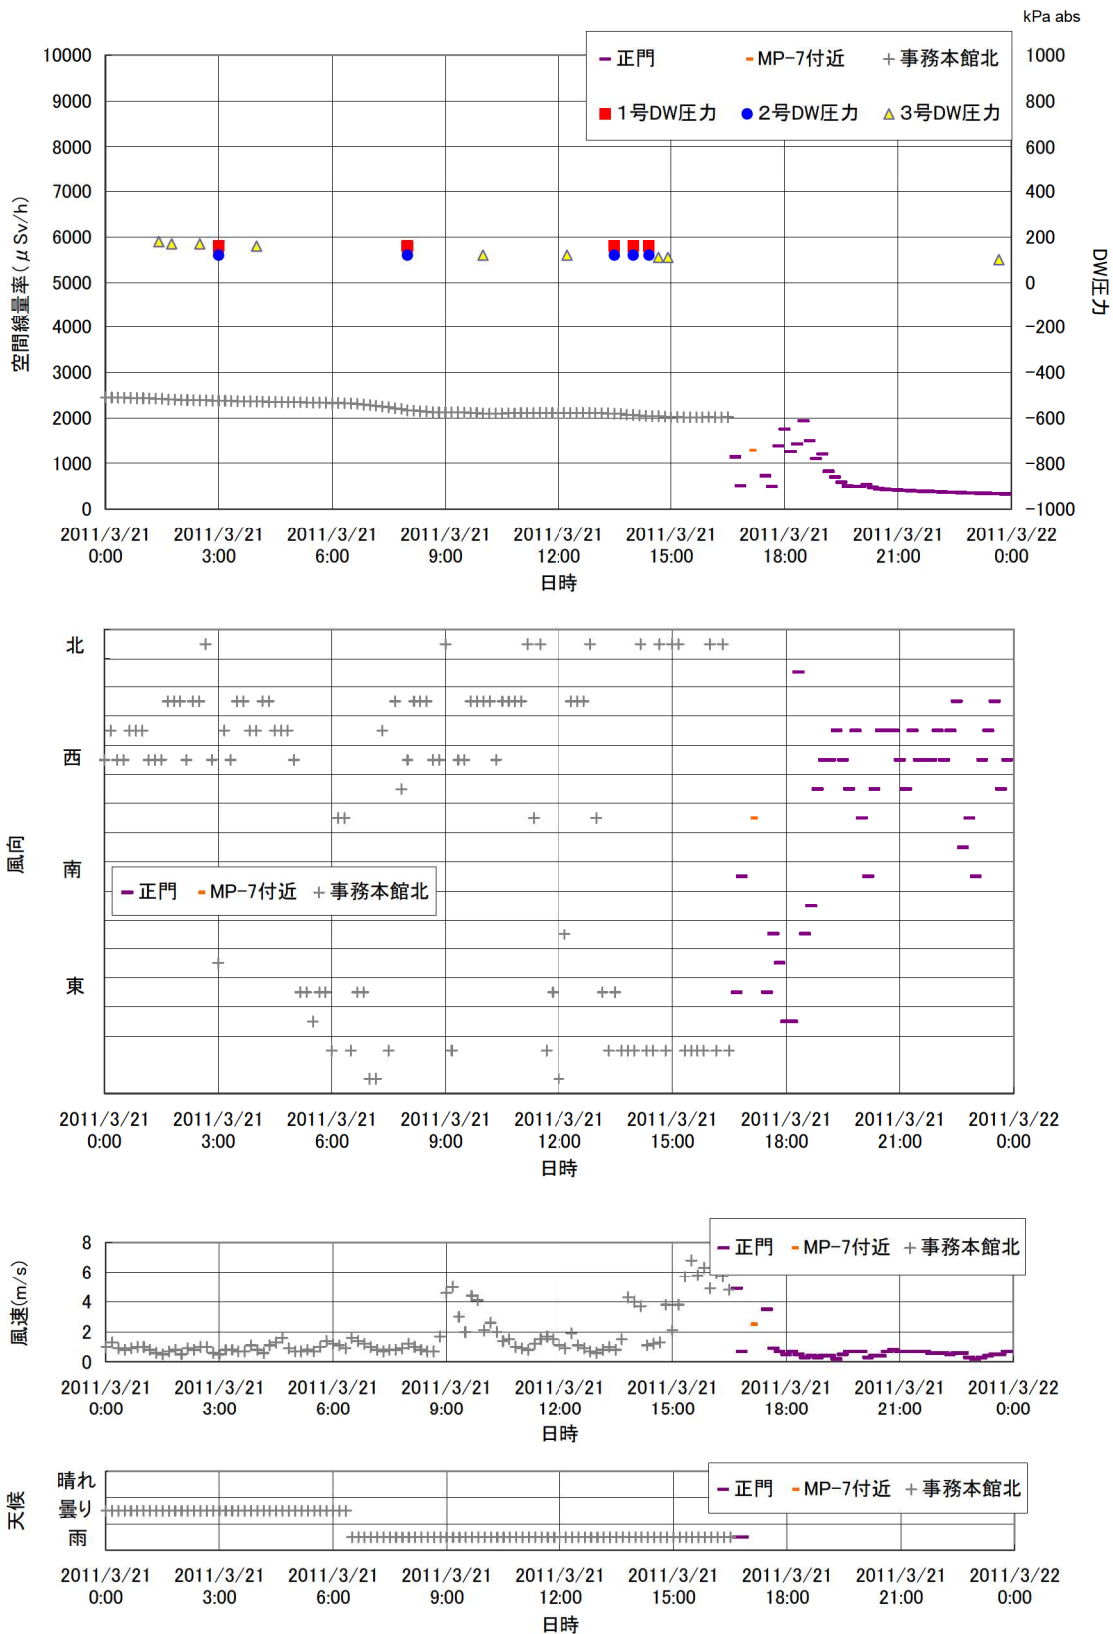 kPa abs
正門 MP-7付近 事務本館北
1号DW圧力 2号DW圧力 3号DW圧力
10000 1000
9000 800
8000 600
7000 400
6000 200
5000 0
4000 -200
3000 -400
2000 -600
1000 -800
0 -1000
空間線量率(μSv/h)
DW圧力
2011/3/21 2011/3/21 2011/3/21 2011/3/21 2011/3/21 2011/3/21 2011/3/21 2011/3/21 2011/3/22
0:00 3:00 6:00 9:00 12:00 15:00 18:00 21:00 0:00
日時
北
西
南
東
風向
正門 MP-7付近 事務本館北
2011/3/21 2011/3/21 2011/3/21 2011/3/21 2011/3/21 2011/3/21 2011/3/21 2011/3/21 2011/3/22
0:00 3:00 6:00 9:00 12:00 15:00 18:00 21:00 0:00
日時
正門 MP-7付近 事務本館北
8
6
4
2
0
風速(m/s)
2011/3/21 2011/3/21 2011/3/21 2011/3/21 2011/3/21 2011/3/21 2011/3/21 2011/3/21 2011/3/22
0:00 3:00 6:00 9:00 12:00 15:00 18:00 21:00 0:00
日時
正門 MP-7付近 事務本館北
晴れ
曇り
雨
天候
2011/3/21 2011/3/21 2011/3/21 2011/3/21 2011/3/21 2011/3/21 2011/3/21 2011/3/21 2011/3/22
0:00 3:00 6:00 9:00 12:00 15:00 18:00 21:00 0:00
日時